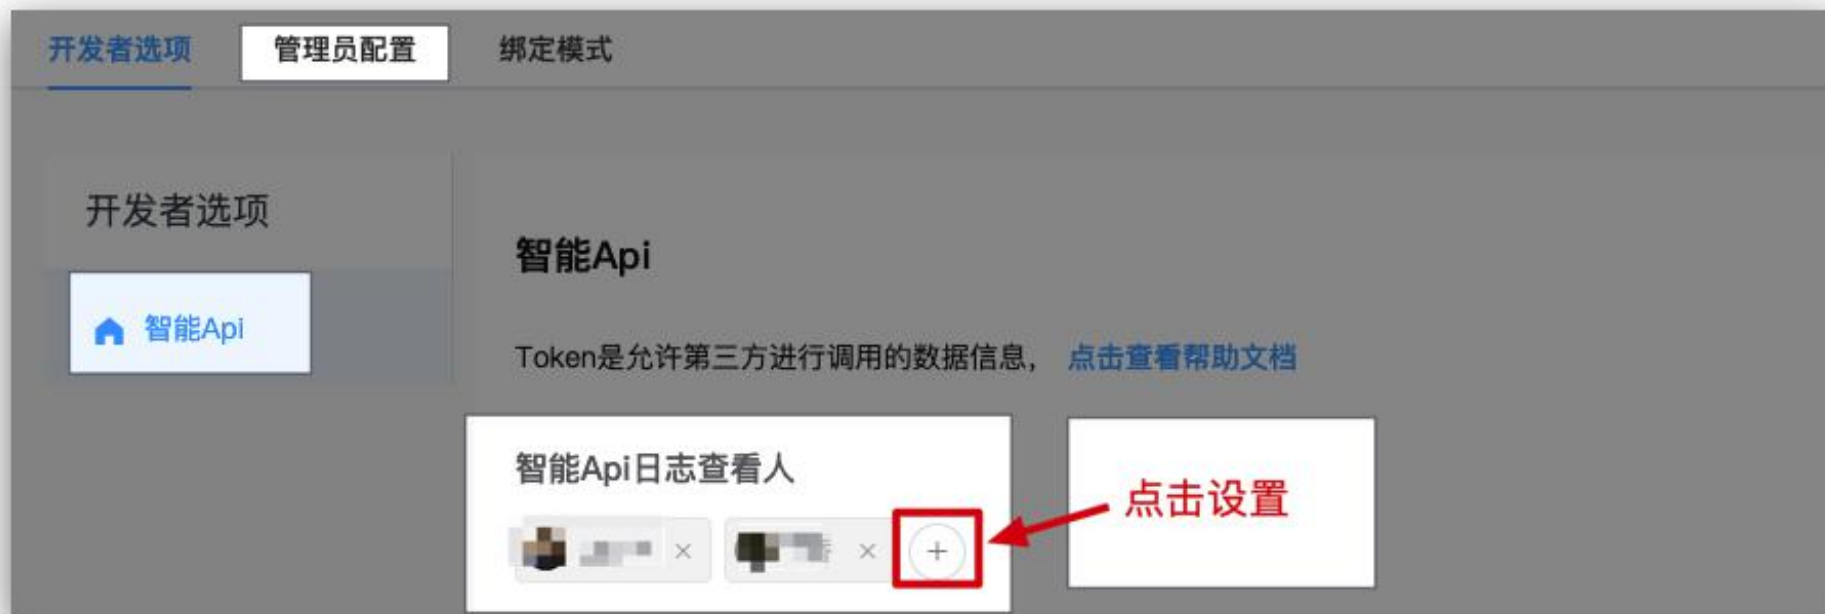 开发者选项 管理员配置 绑定模式
开发者选项
智能Api
智能Api
Token是允许第三方进行调用的数据信息， 点击查看帮助文档
智能Api日志查看人
点击设置
× × +